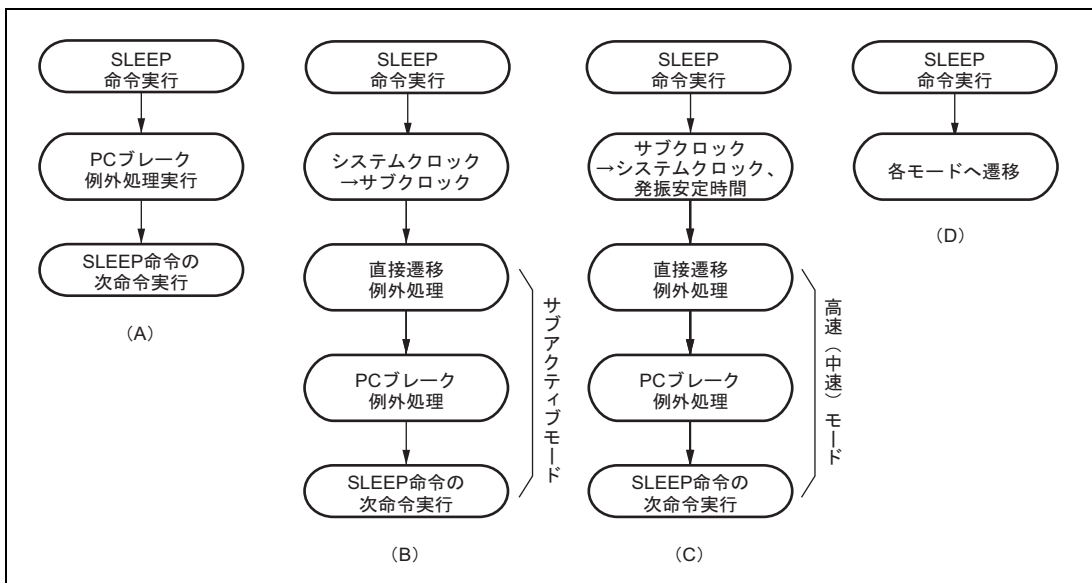 SLEEP
命令実行
PCブレーク
例外処理実行
SLEEP命令の
次命令実行
（A）
SLEEP
命令実行
システムクロック
→サブクロック
直接遷移
例外処理
PCブレーク
例外処理
SLEEP命令の
次命令実行
サブアクティブモード
（B）
SLEEP
命令実行
サブクロック
→システムクロック、
発振安定時間
直接遷移
例外処理
PCブレーク
例外処理
SLEEP命令の
次命令実行
高速（中速）モード
（C）
SLEEP
命令実行
各モードへ遷移
（D）